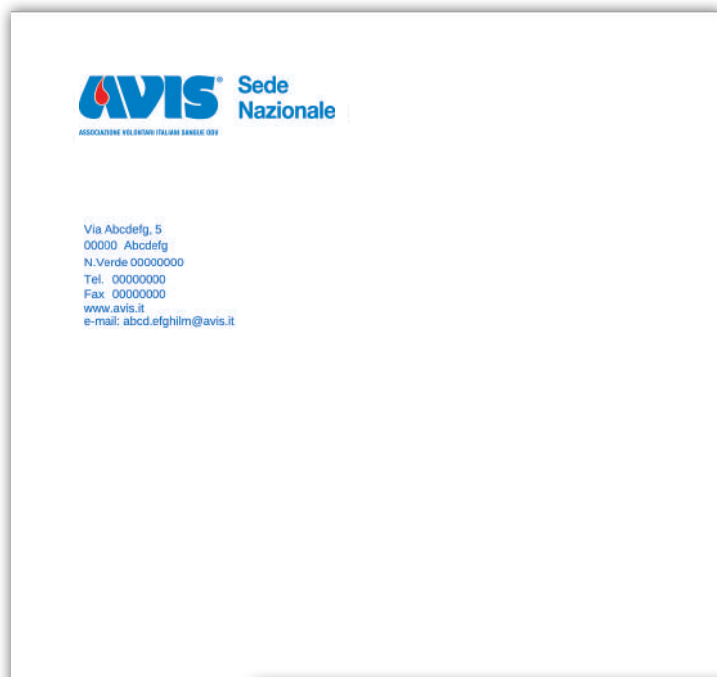 AVIS®
Sede
Nazionale
ASSOCIAZIONE VOLONTARI ITALIANI SANGUE ODV
Via Abcdefg, 5
00000 Abcdefg
N.Verde 00000000
Tel. 00000000
Fax 00000000
www.avis.it
e-mail: abcd.efghilm@avis.it